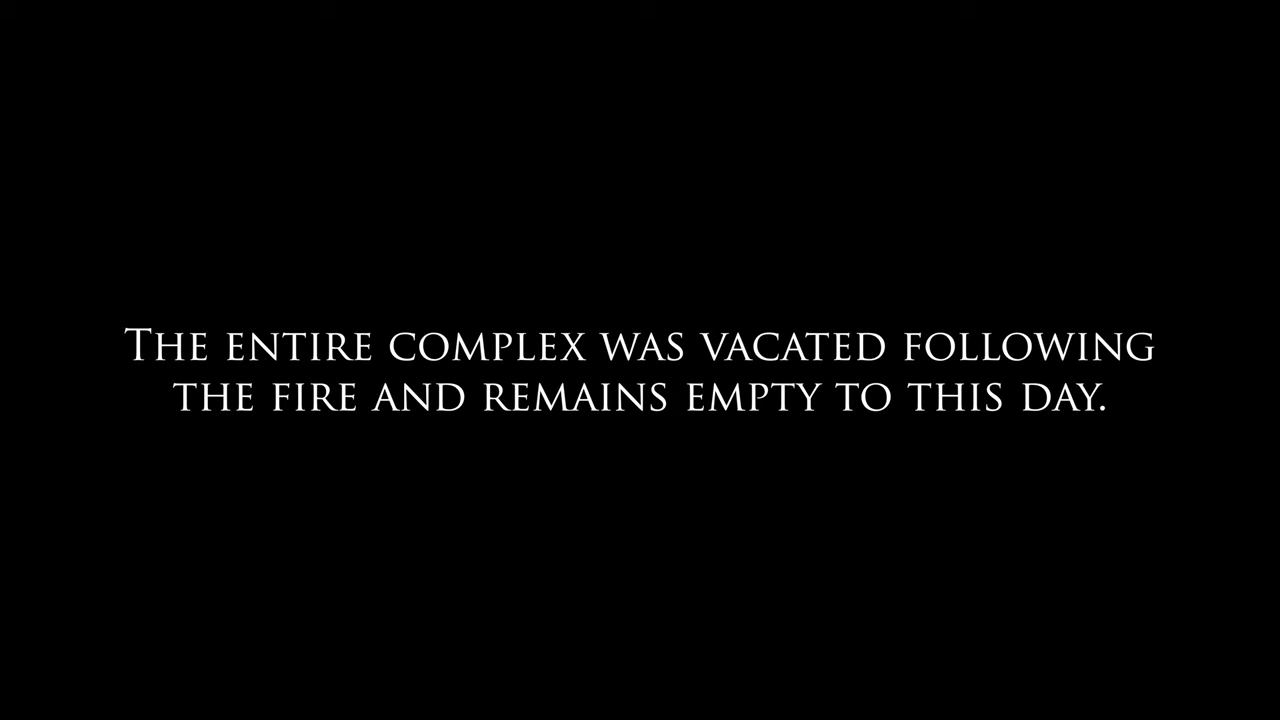 The entire complex was vacated following
the fire and remains empty to this day.